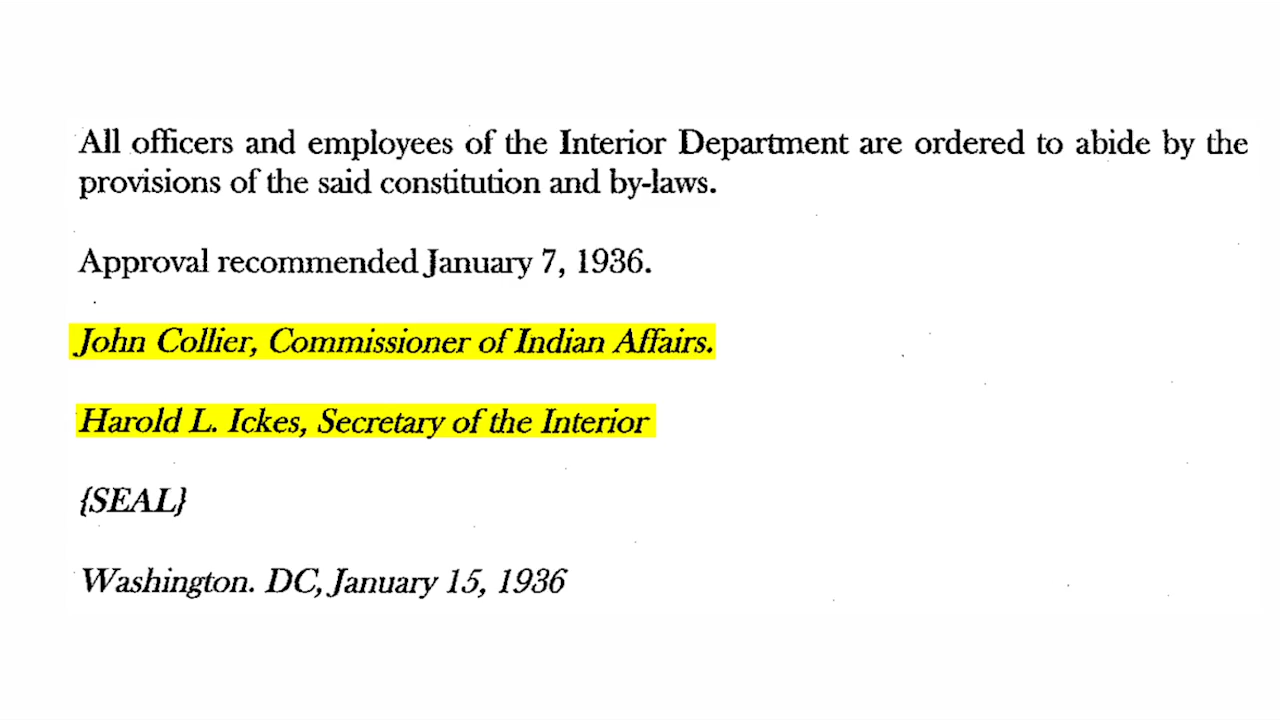 All officers and employees of the Interior Department are ordered to abide by the
provisions of the said constitution and by-laws.
Approval recommended January 7, 1936.
John Collier, Commissioner of Indian Affairs.
Harold L. Ickes, Secretary of the Interior
{SEAL}
Washington. DC, January 15, 1936